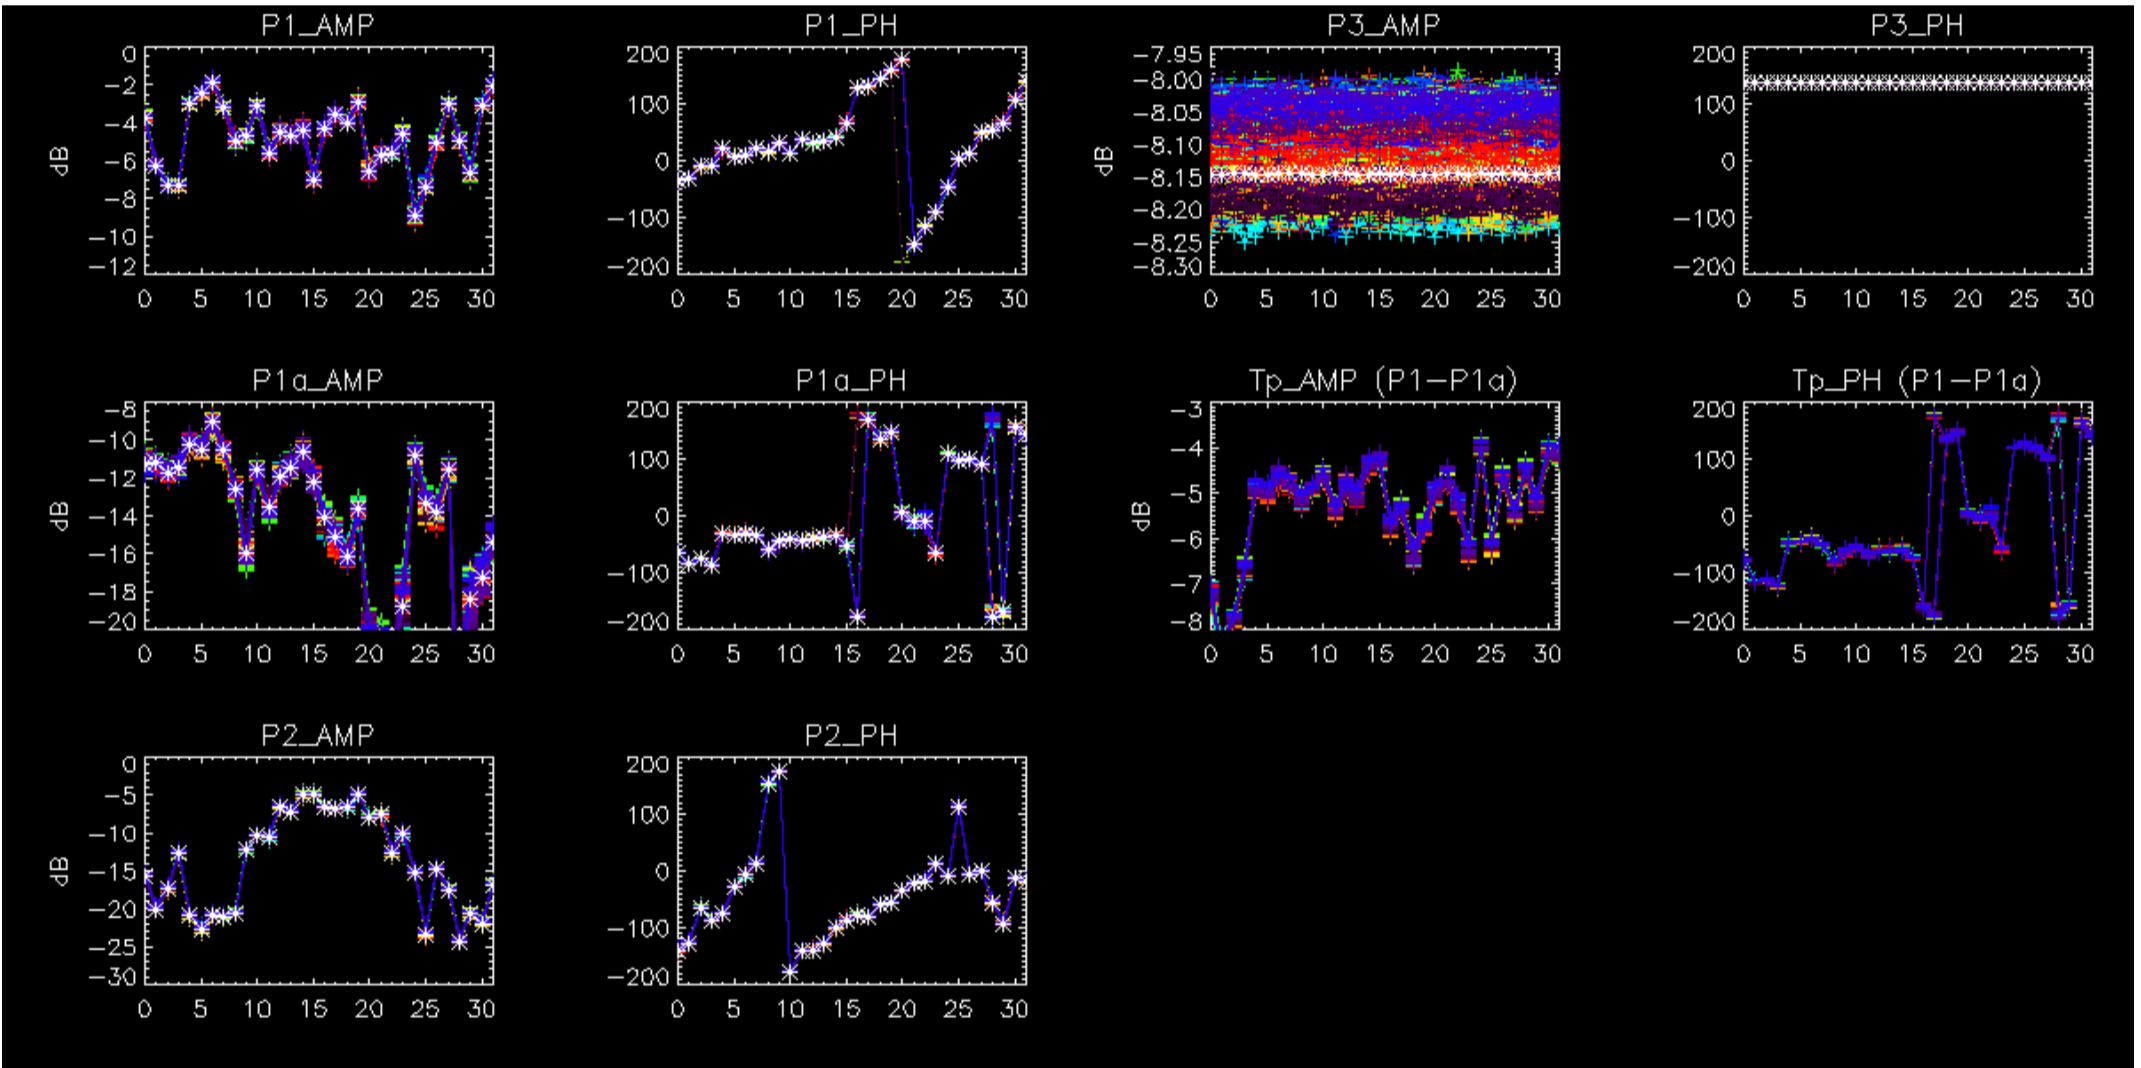 P1_AMP P1_PH P3_AMP P3_PH
0 200 -7.95 200
-2 -8.00
-4 100 -8.05 100
dB -6 0 dB -8.10 0
-8 -8.15
-10 -100 -8.20 -100
-12 -200 -8.25 -200
-8.30
0 5 10 15 20 25 30 0 5 10 15 20 25 30 0 5 10 15 20 25 30 0 5 10 15 20 25 30
P1a_AMP P1a_PH Tp_AMP (P1-P1a) Tp_PH (P1-P1a)
-8 200 -3 200
-10 100 -4 100
-12 -5
dB -14 0 dB -6 0
-16 -100 -7 -100
-18
-20 -200 -8 -200
0 5 10 15 20 25 30 0 5 10 15 20 25 30 0 5 10 15 20 25 30 0 5 10 15 20 25 30
P2_AMP P2_PH
0 200
-5 100
-10
dB -15 0
-20 -100
-25
-30 -200
0 5 10 15 20 25 30 0 5 10 15 20 25 30